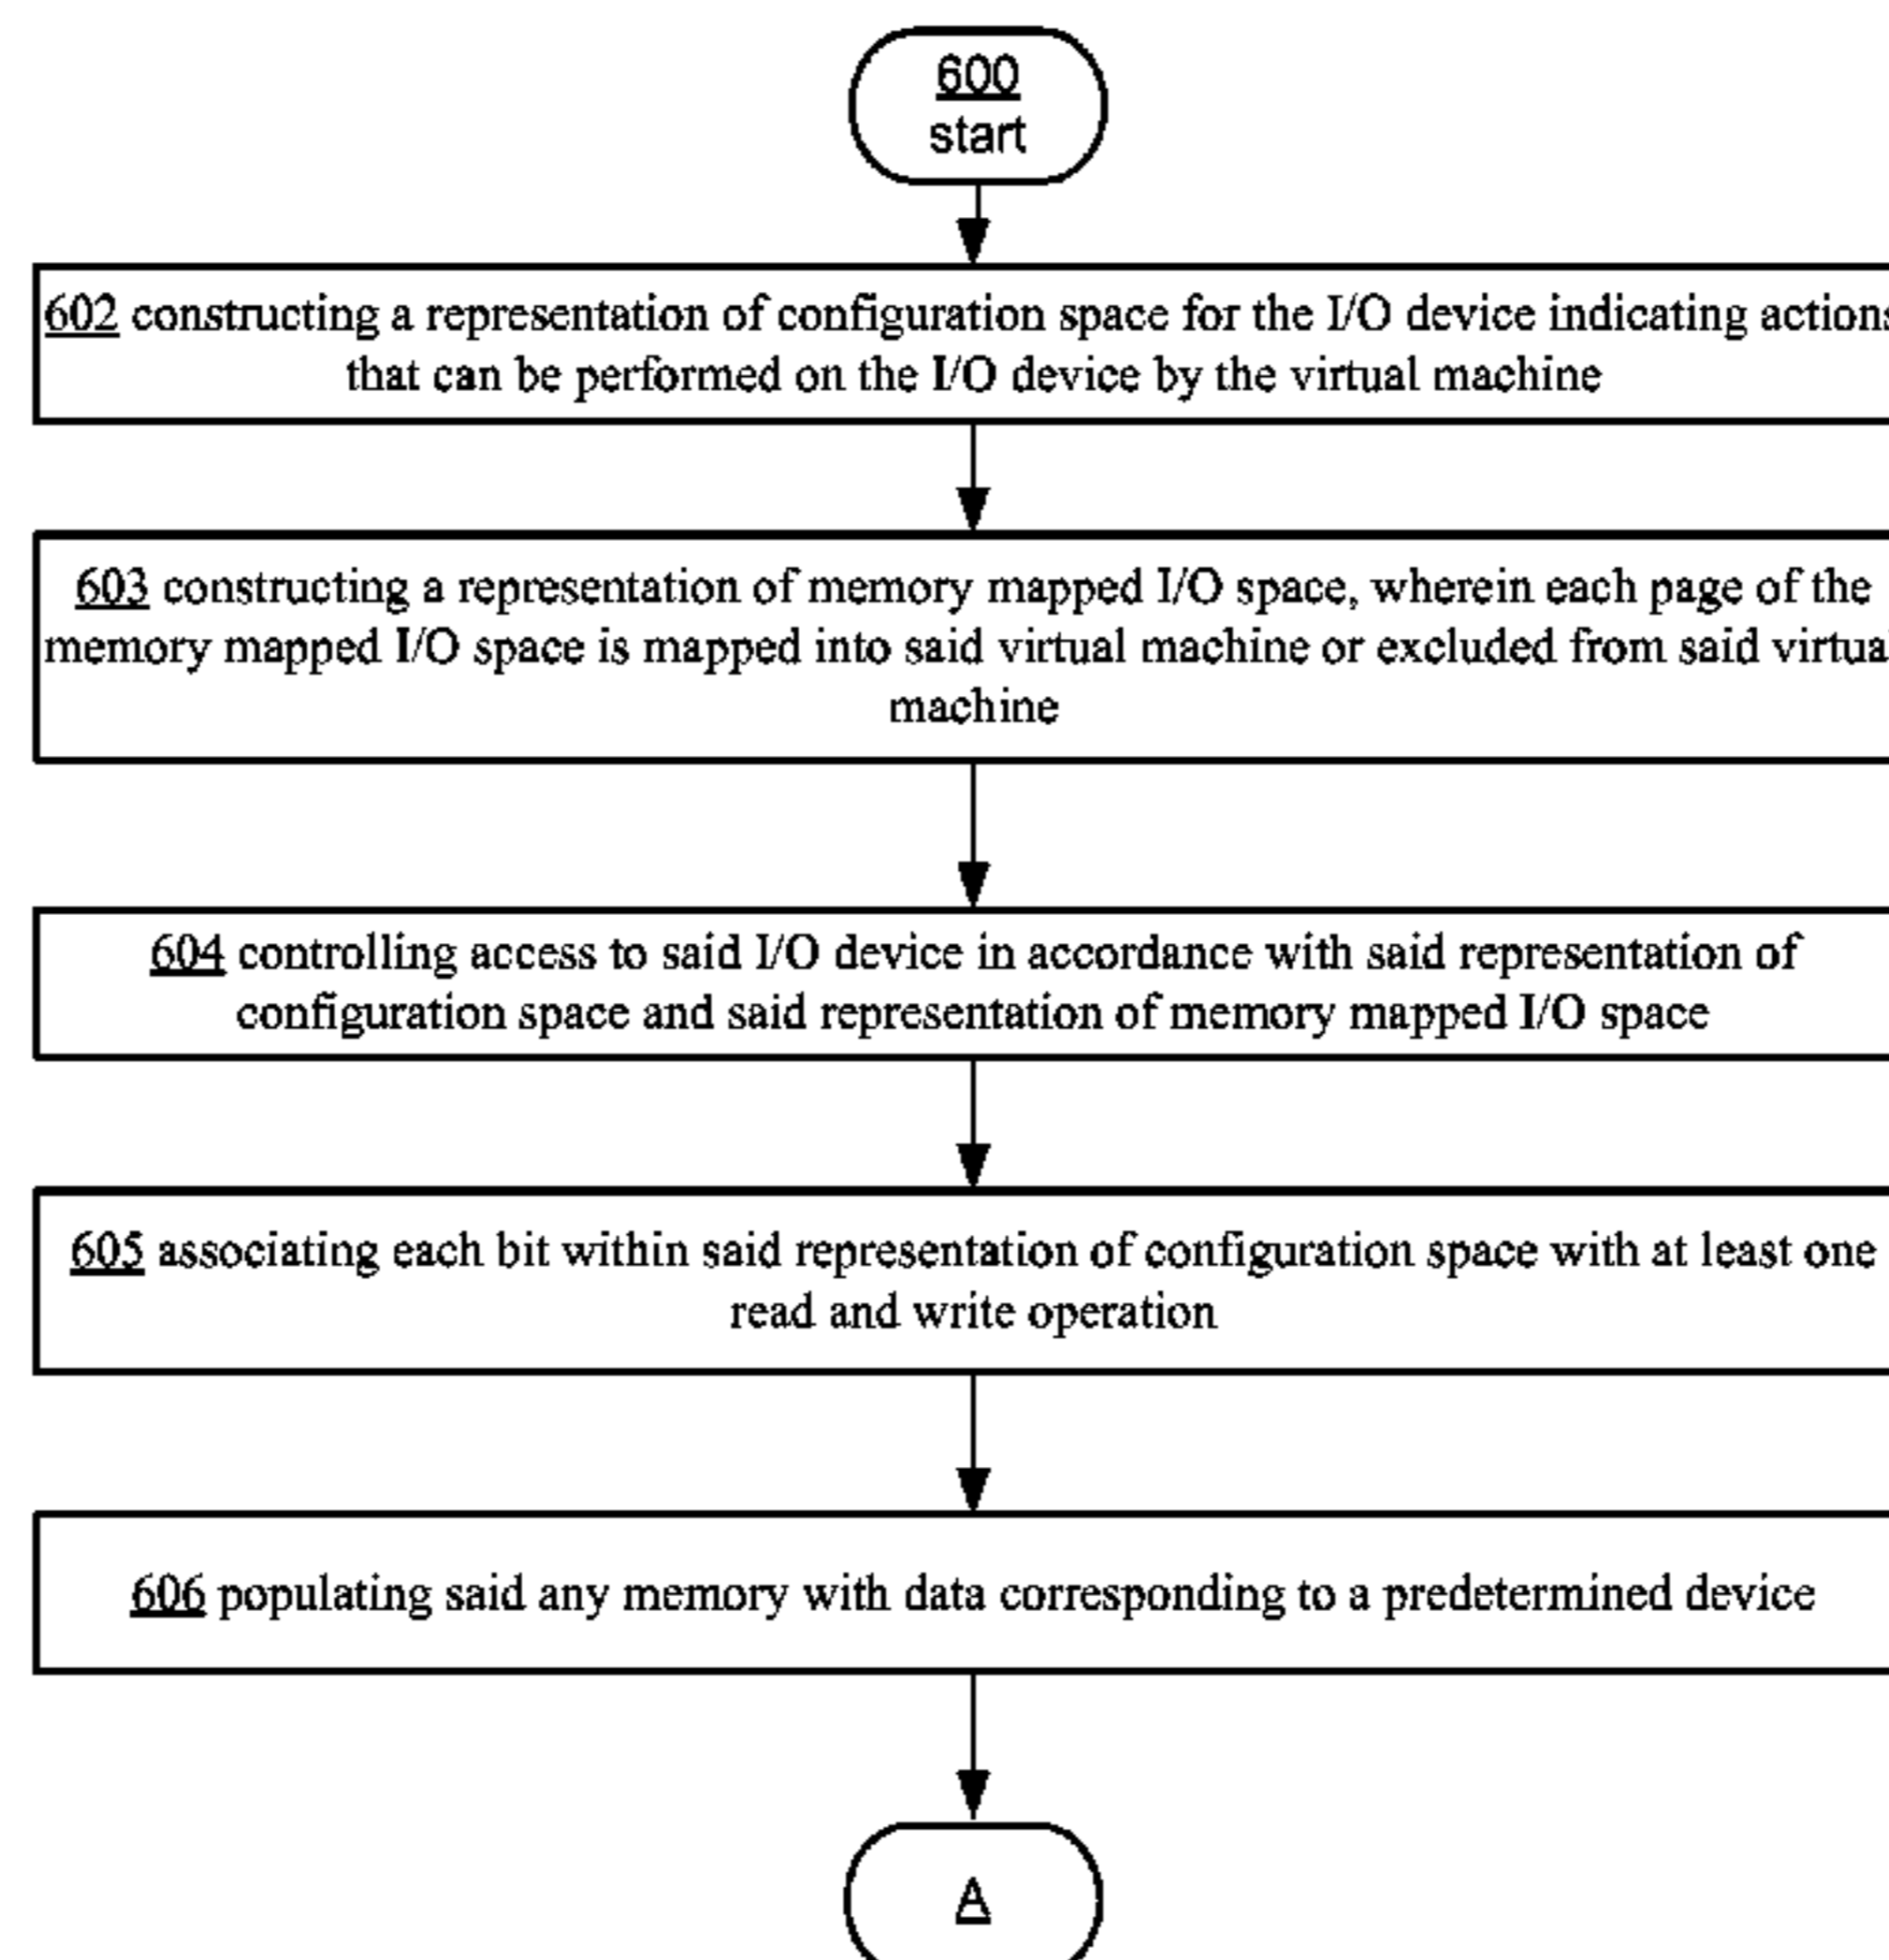 600
start
602 constructing a representation of configuration space for the I/O device indicating actions
that can be performed on the I/O device by the virtual machine
603 constructing a representation of memory mapped I/O space, wherein each page of the
memory mapped I/O space is mapped into said virtual machine or excluded from said virtual
machine
604 controlling access to said I/O device in accordance with said representation of
configuration space and said representation of memory mapped I/O space
605 associating each bit within said representation of configuration space with at least one
read and write operation
606 populating said any memory with data corresponding to a predetermined device
A